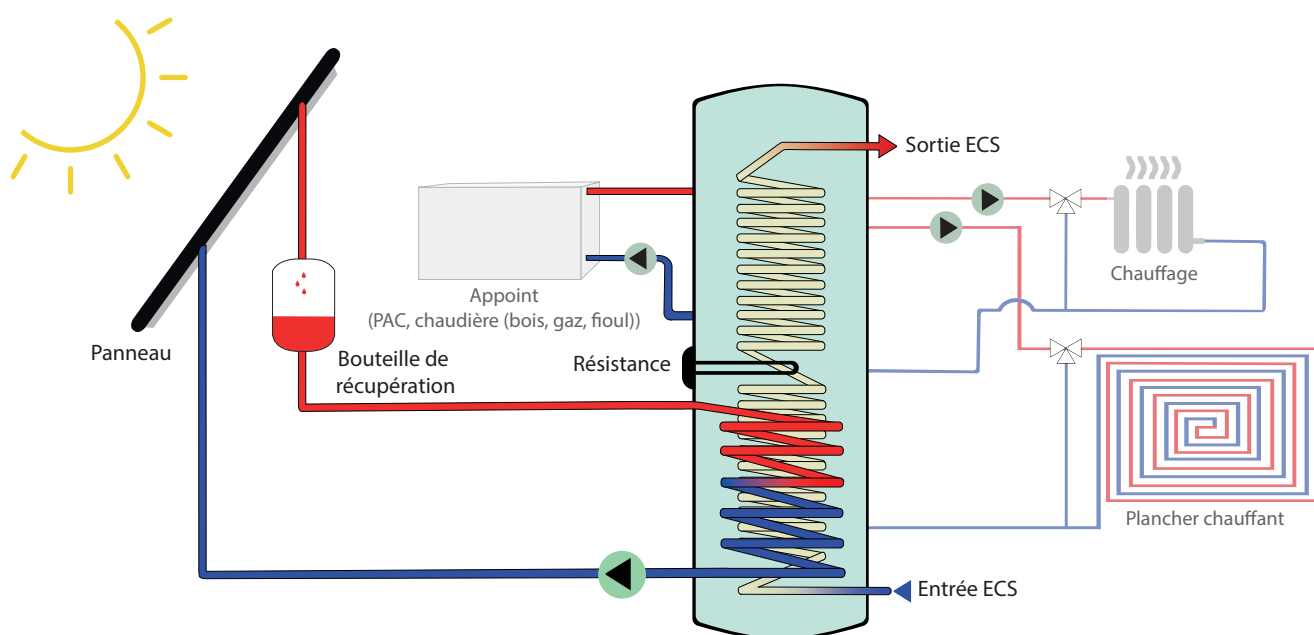 Sortie ECS
Chauffage
Appoint
(PAC, chaudière (bois, gaz, fioul))
Panneau
Bouteille de
récupération
Résistance
Plancher chauffant
Entrée ECS